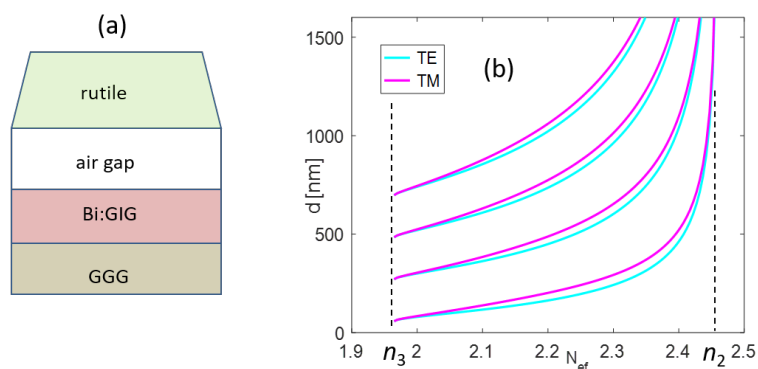 (a)
rutile
air gap
Bi:GIG
GGG
(b)
TE
TM
d [nm]
1500
1000
500
0
1.9
2
2.1
2.2
2.3
2.4
2.5
n3
Nef
n2